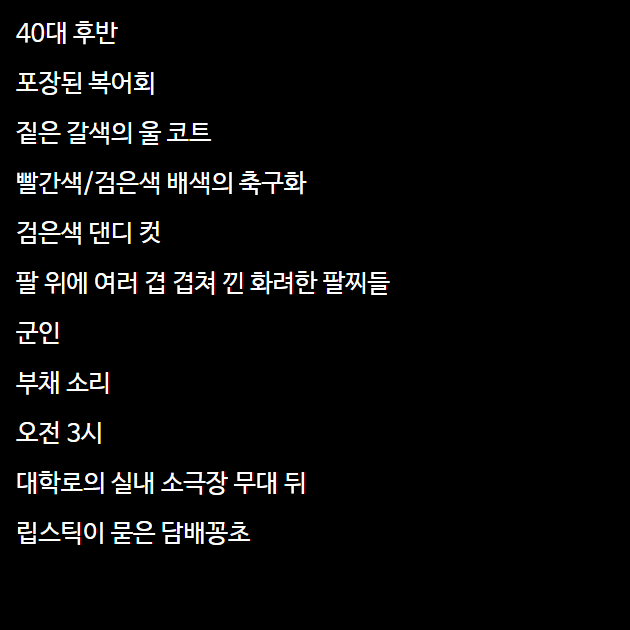 40대 후반
포장된 복어회
짙은 갈색의 울 코트
빨간색/검은색 배색의 축구화
검은색 댄디 컷
팔 위에 여러 겹 겹쳐 낀 화려한 팔찌들
군인
부채 소리
오전 3시
대학로의 실내 소극장 무대 뒤
립스틱이 묻은 담배꽁초